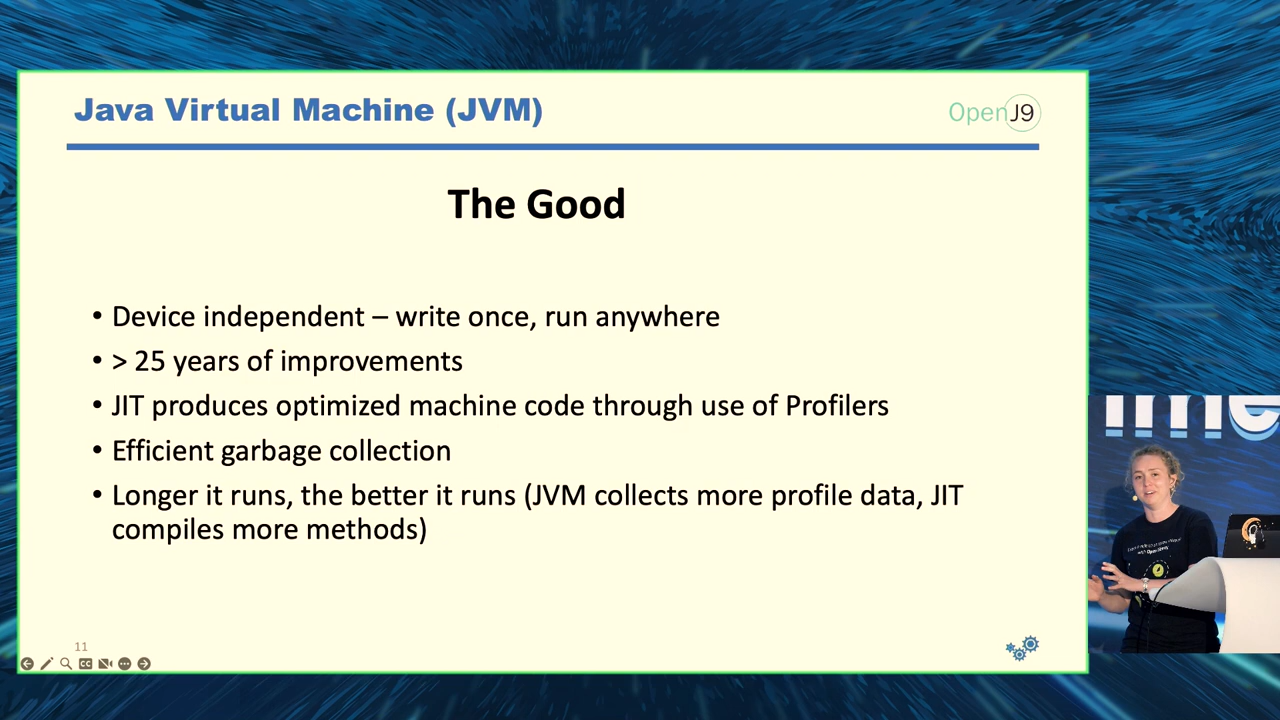 Java Virtual Machine (JVM)
OpenJ9
The Good
• Device independent – write once, run anywhere
• > 25 years of improvements
• JIT produces optimized machine code through use of Profilers
• Efficient garbage collection
• Longer it runs, the better it runs (JVM collects more profile data, JIT
compiles more methods)
11
CC